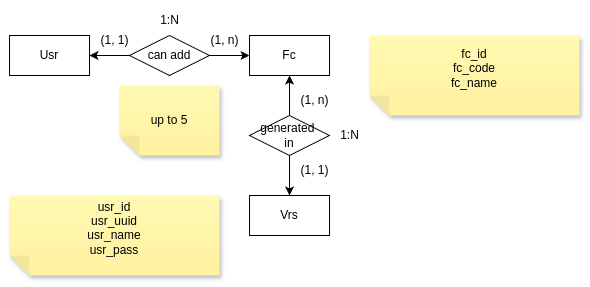 1:N
Usr
(1, 1)
can add
(1, n)
Fc
fc_id
fc_code
fc_name
up to 5
(1, n)
generated
in
1:N
(1, 1)
Vrs
usr_id
usr_uuid
usr_name
usr_pass